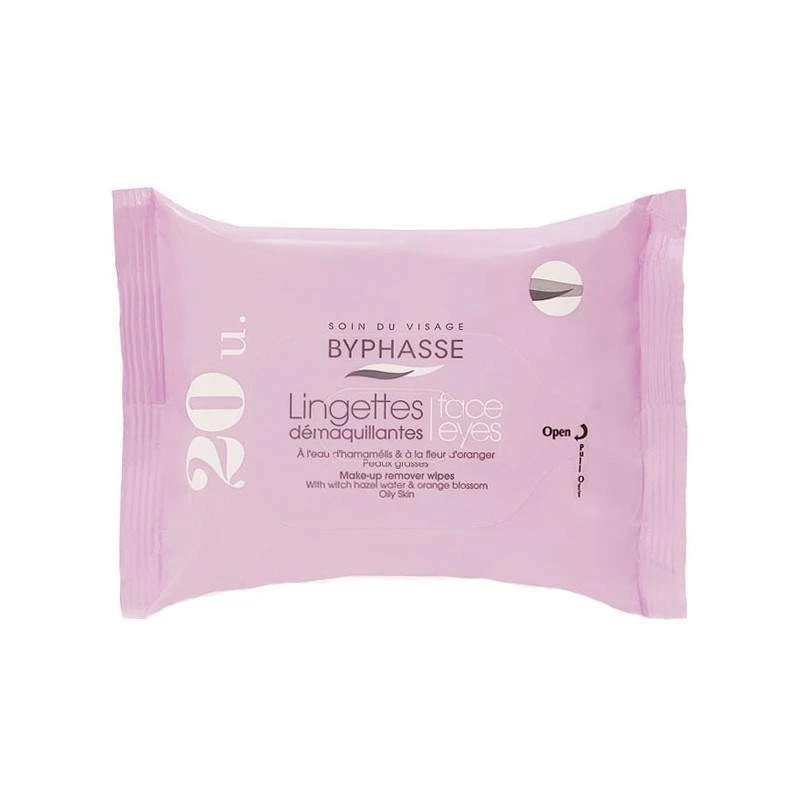 20 u.
SOIN DU VISAGE
BYPHASSE
Lingettes face
démaquillantes eyes
À l'eau d'hamamélis & à la fleur d'oranger
Peaux grasses
Make-up remover wipes
With witch hazel water & orange blossom
Oily Skin
Open
Pull Out